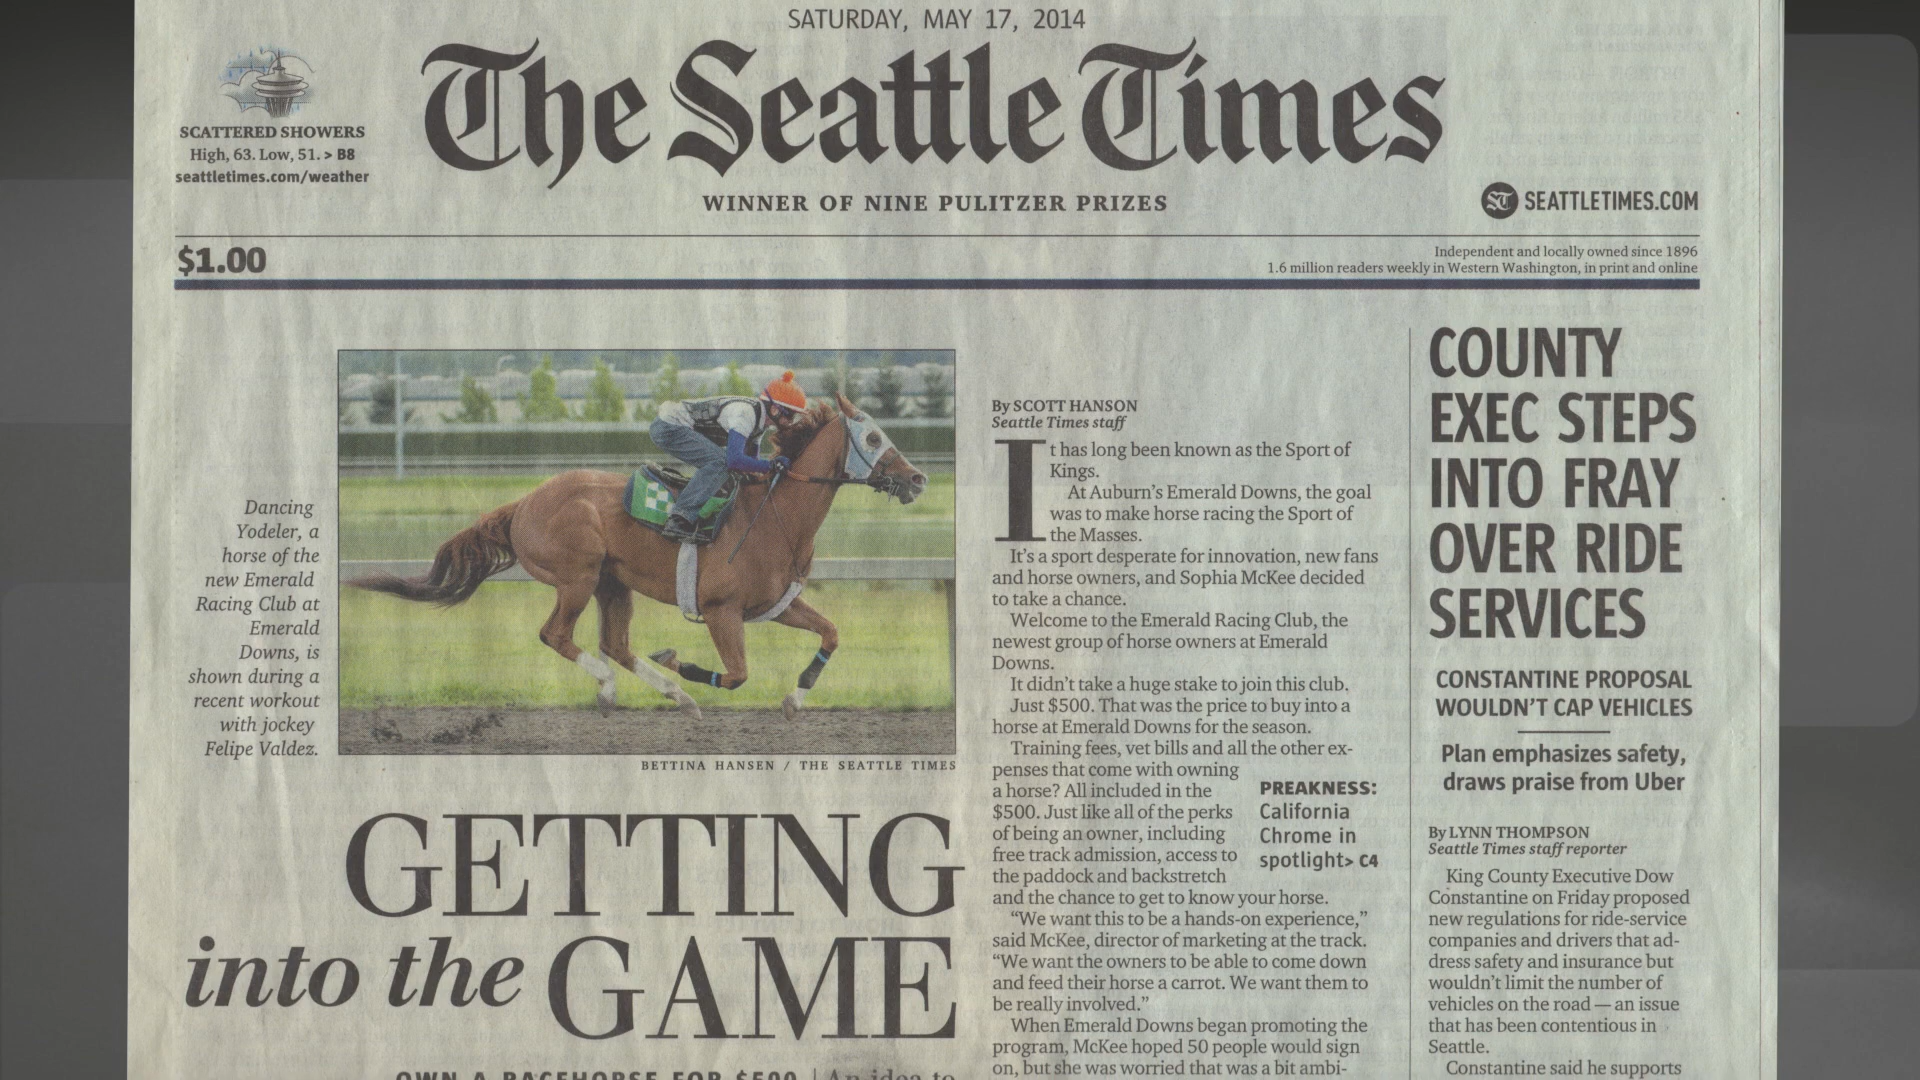 SATURDAY, MAY 17, 2014
The Seattle Times
SCATTERED SHOWERS
High, 63. Low, 51. > B8
seattletimes.com/weather
WINNER OF NINE PULITZER PRIZES
ST SEATTLETIMES.COM
$1.00
Independent and locally owned since 1896
1.6 million readers weekly in Western Washington, in print and online
Dancing
Yodeler, a
horse of the
new Emerald
Racing Club at
Emerald
Downs, is
shown during a
recent workout
with jockey
Felipe Valdez.
BETTINA HANSEN / THE SEATTLE TIMES
GETTING
into the GAME
OWN A RACEHORSE FOR $500 | An idea to
By SCOTT HANSON
Seattle Times staff
It has long been known as the Sport of
Kings.
At Auburn's Emerald Downs, the goal
was to make horse racing the Sport of
the Masses.
It's a sport desperate for innovation, new fans
and horse owners, and Sophia McKee decided
to take a chance.
Welcome to the Emerald Racing Club, the
newest group of horse owners at Emerald
Downs.
It didn't take a huge stake to join this club.
Just $500. That was the price to buy into a
horse at Emerald Downs for the season.
Training fees, vet bills and all the other ex-
penses that come with owning
a horse? All included in the
$500. Just like all of the perks
of being an owner, including
free track admission, access to
the paddock and backstretch
and the chance to get to know your horse.
"We want this to be a hands-on experience,"
said McKee, director of marketing at the track.
"We want the owners to be able to come down
and feed their horse a carrot. We want them to
be really involved."
When Emerald Downs began promoting the
program, McKee hoped 50 people would sign
on, but she was worried that was a bit ambi-
PREAKNESS:
California
Chrome in
spotlight> C4
COUNTY
EXEC STEPS
INTO FRAY
OVER RIDE
SERVICES
CONSTANTINE PROPOSAL
WOULDN'T CAP VEHICLES
Plan emphasizes safety,
draws praise from Uber
By LYNN THOMPSON
Seattle Times staff reporter
King County Executive Dow
Constantine on Friday proposed
new regulations for ride-service
companies and drivers that ad-
dress safety and insurance but
wouldn't limit the number of
vehicles on the road — an issue
that has been contentious in
Seattle.
Constantine said he supports